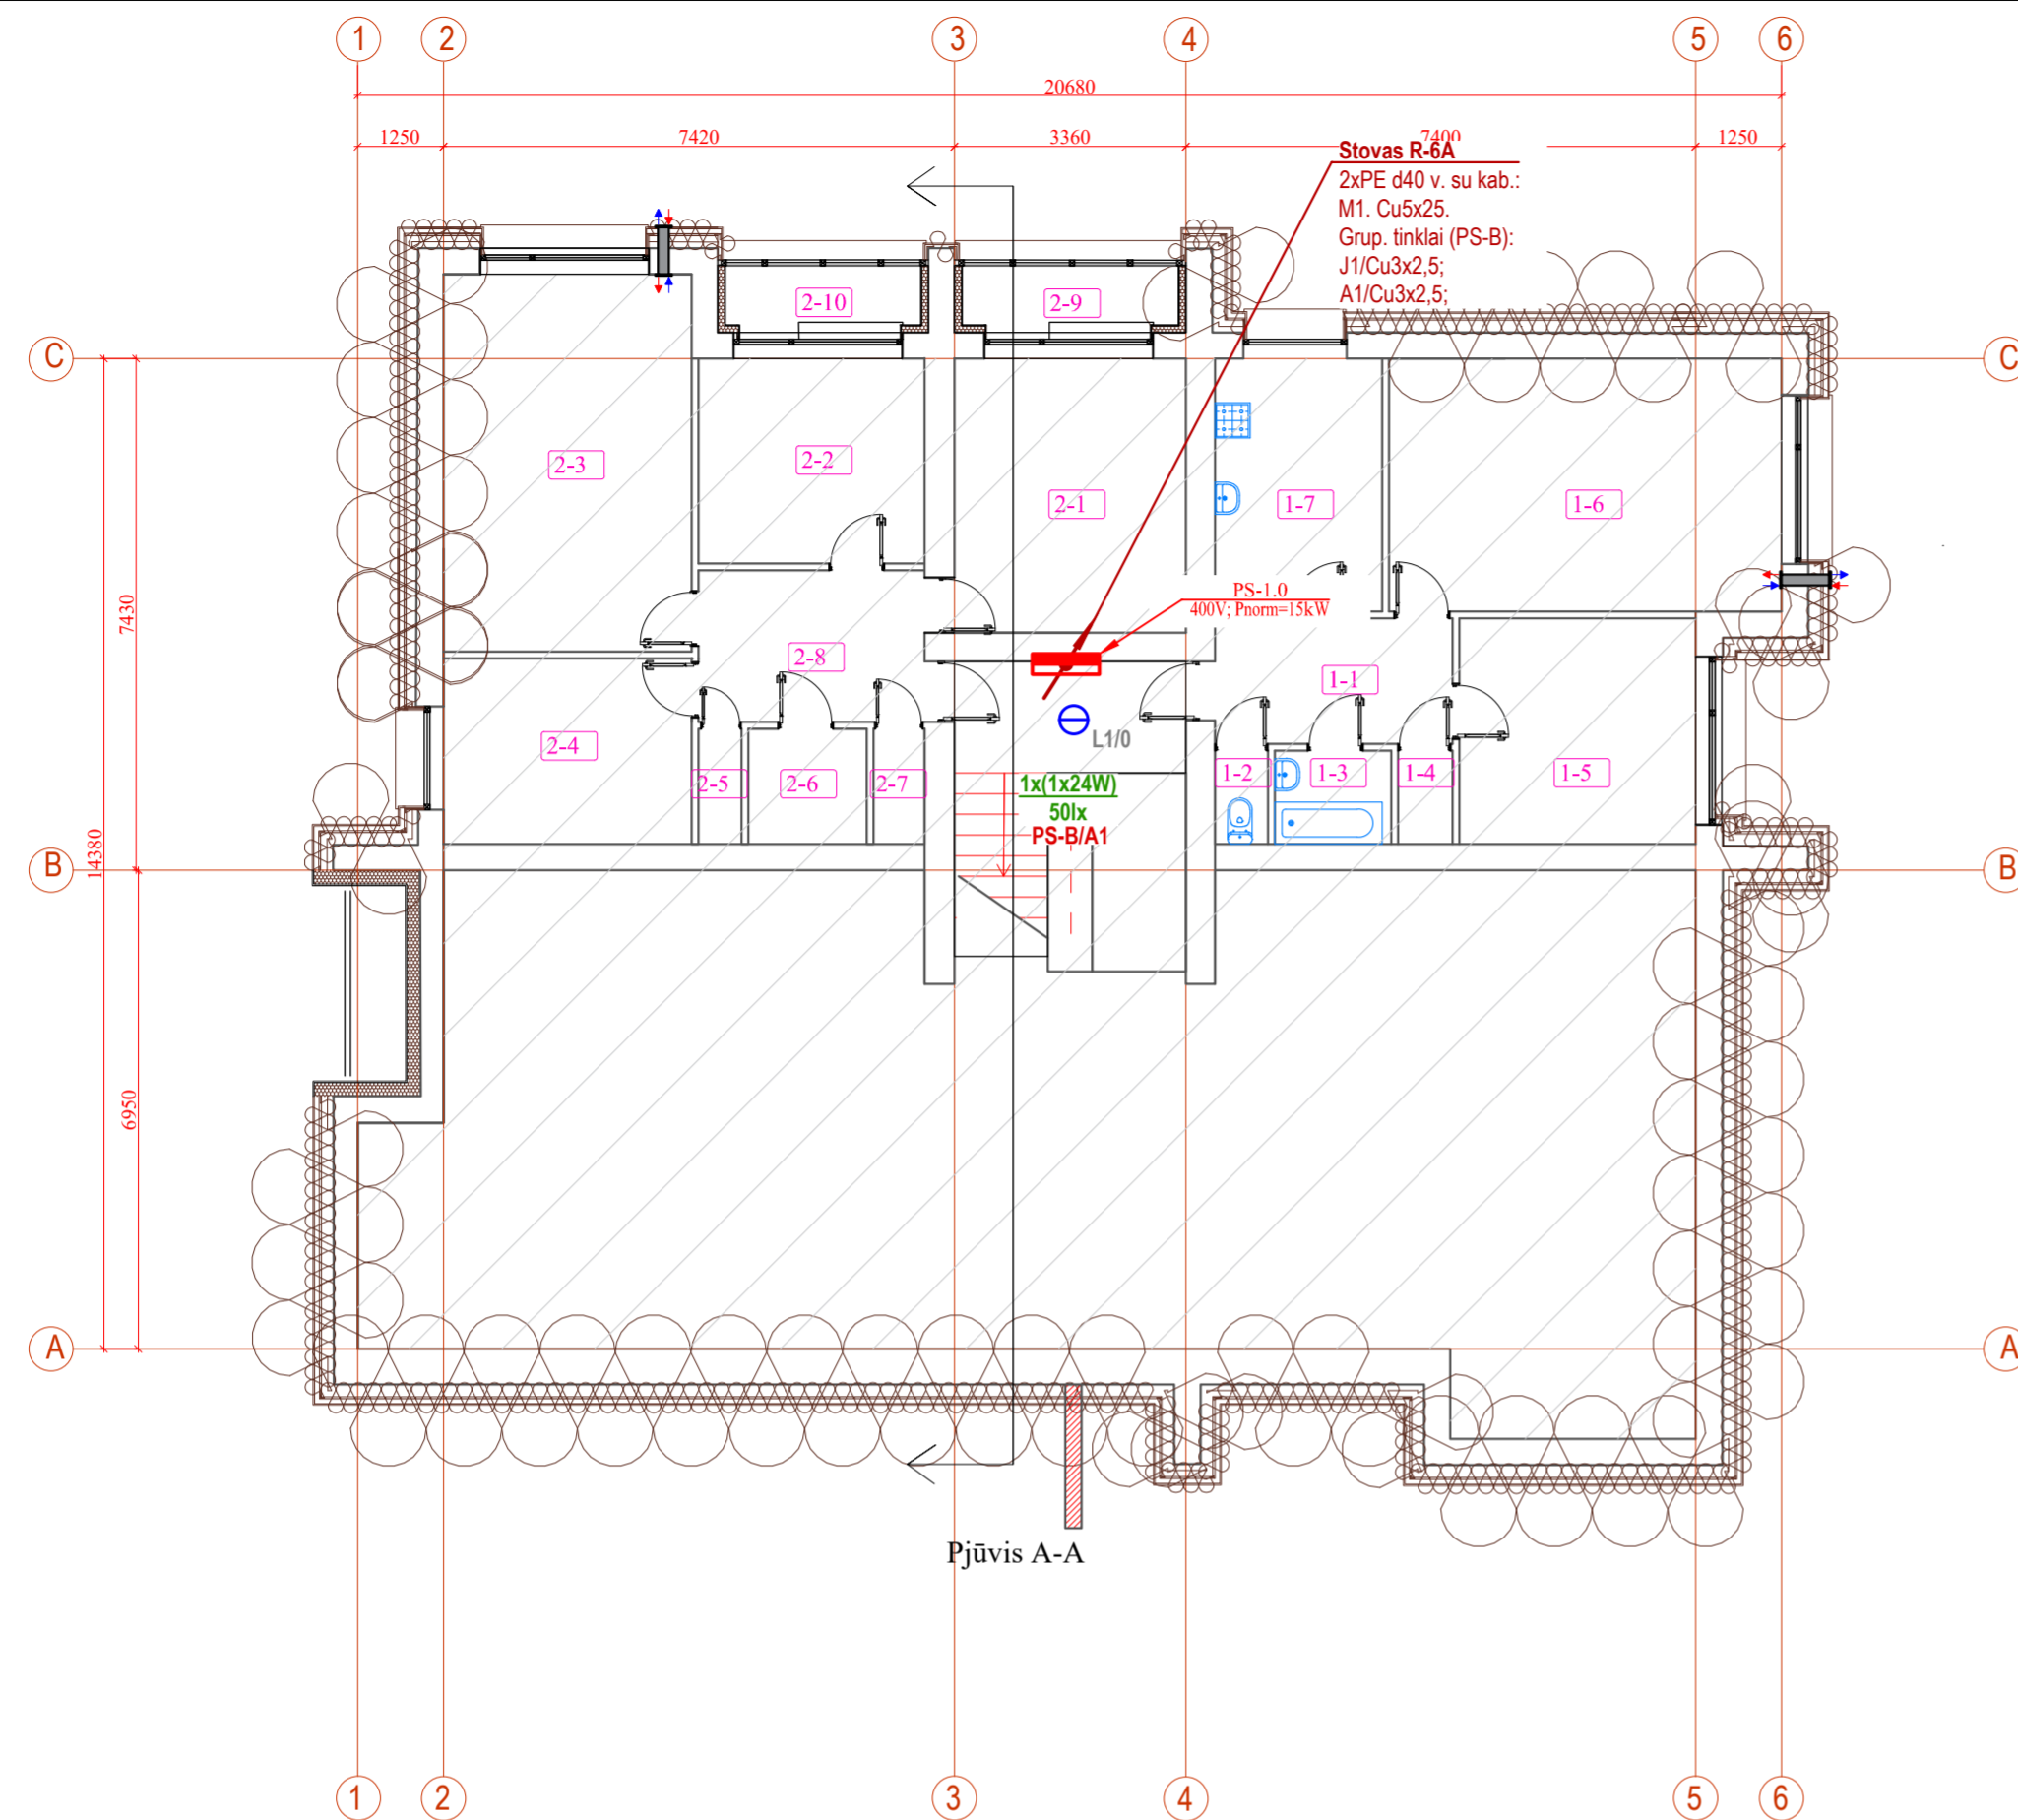 1 2 3 4 5 6
20680
1250 7420 3360 7400 1250
Stovas R-6A
2xPE d40 v. su kab.:
M1. Cu5x25.
Grup. tinklai (PS-B):
J1/Cu3x2,5;
A1/Cu3x2,5;
2-10 2-9
C C
2-3 2-2 2-1 1-7 1-6
PS-1.0
400V; Pnorm=15kW
7430
2-8 1-1
L1/0
2-4 2-5 2-6 2-7 1-2 1-3 1-4 1-5
1x(1x24W)
50lx
PS-B/A1
14380
B B
6950
A A
Pjūvis A-A
1 2 3 4 5 6